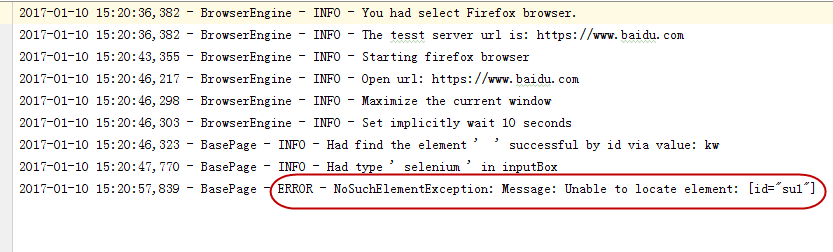 2017-01-10 15:20:36,382 - BrowserEngine - INFO - You had select Firefox browser.
2017-01-10 15:20:36,382 - BrowserEngine - INFO - The tesst server url is: https://www.baidu.com
2017-01-10 15:20:43,355 - BrowserEngine - INFO - Starting firefox browser
2017-01-10 15:20:46,217 - BrowserEngine - INFO - Open url: https://www.baidu.com
2017-01-10 15:20:46,298 - BrowserEngine - INFO - Maximize the current window
2017-01-10 15:20:46,303 - BrowserEngine - INFO - Set implicitly wait 10 seconds
2017-01-10 15:20:46,323 - BasePage - INFO - Had find the element ’ ’ successful by id via value: kw
2017-01-10 15:20:47,770 - BasePage - INFO - Had type ’ selenium’ in inputBox
2017-01-10 15:20:57,839 - BasePage - ERROR - NoSuchElementException: Message: Unable to locate element: [id="su1"]